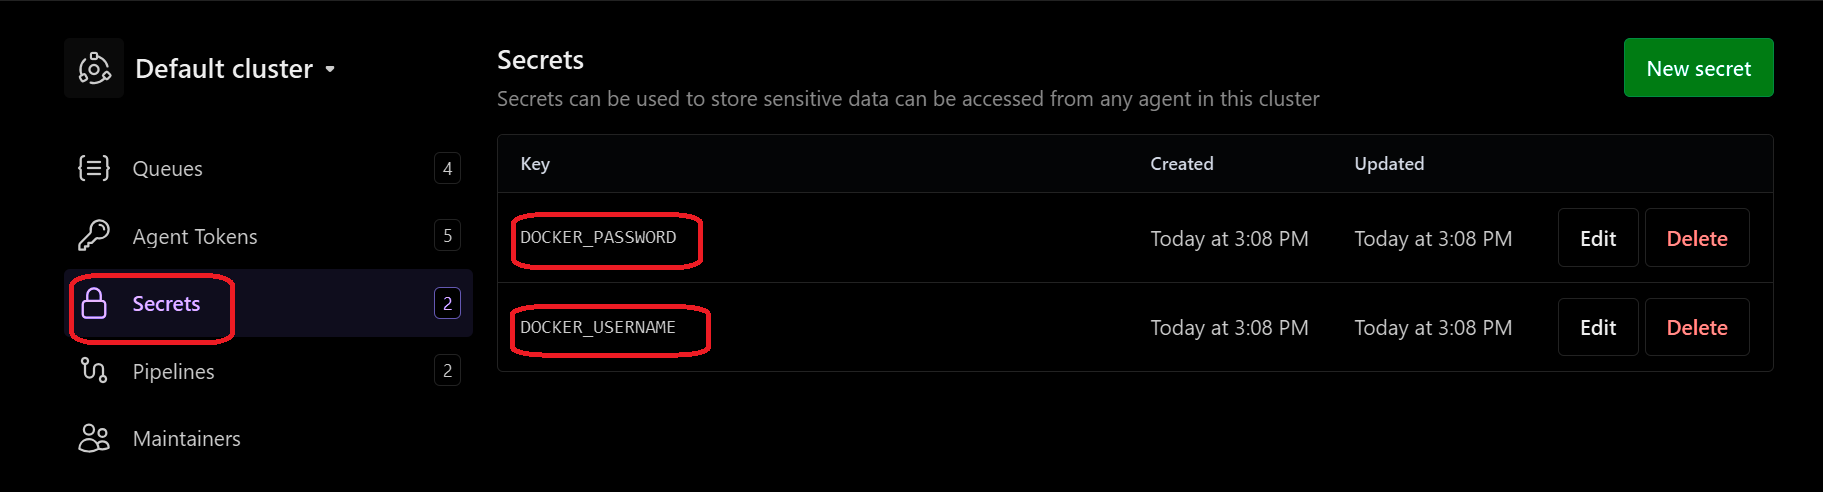 Default cluster
Queues 4
Agent Tokens 5
Secrets 2
Pipelines 2
Maintainers
Secrets
Secrets can be used to store sensitive data can be accessed from any agent in this cluster
New secret
Key Created Updated
DOCKER_PASSWORD Today at 3:08 PM Today at 3:08 PM Edit Delete
DOCKER_USERNAME Today at 3:08 PM Today at 3:08 PM Edit Delete